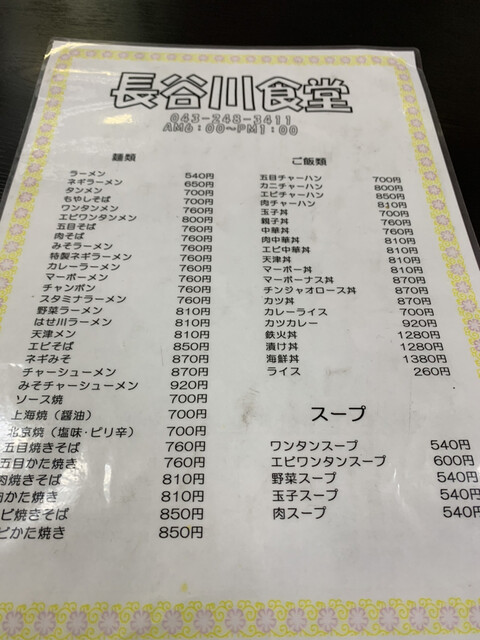 長谷川食堂
043-248-3411
AM6:00〜PM1:00
麺類
ラーメン 540円
ネギラーメン 650円
タンメン 700円
もやしそば 700円
ワンタンメン 760円
エビワンタンメン 800円
五目そば 760円
肉そば 760円
みそラーメン 760円
特製ネギラーメン 760円
カレーラーメン 760円
マーボーメン 760円
チャンポン 760円
スタミナラーメン 760円
野菜ラーメン 810円
はせ川ラーメン 810円
天津メン 810円
エビそば 850円
ネギみそ 870円
チャーシューメン 870円
みそチャーシューメン 920円
ソース焼 700円
上海焼（醤油） 700円
北京焼（塩味・ピリ辛） 700円
五目焼きそば 760円
五目かた焼き 760円
肉焼きそば 810円
肉かた焼き 810円
ビ焼きそば 850円
ビかた焼き 850円
ご飯類
五目チャーハン 700円
カニチャーハン 800円
エビチャーハン 850円
肉チャーハン 810円
玉子丼 700円
親子丼 760円
中華丼 760円
肉中華丼 810円
エビ中華丼 810円
天津丼 810円
マーボー丼 810円
マーボーナス丼 870円
チンジャオロース丼 870円
カツ丼 870円
カレーライス 700円
カツカレー 920円
鉄火丼 1280円
漬け丼 1280円
海鮮丼 1380円
ライス 260円
スープ
ワンタンスープ 540円
エビワンタンスープ 600円
野菜スープ 540円
玉子スープ 540円
肉スープ 540円